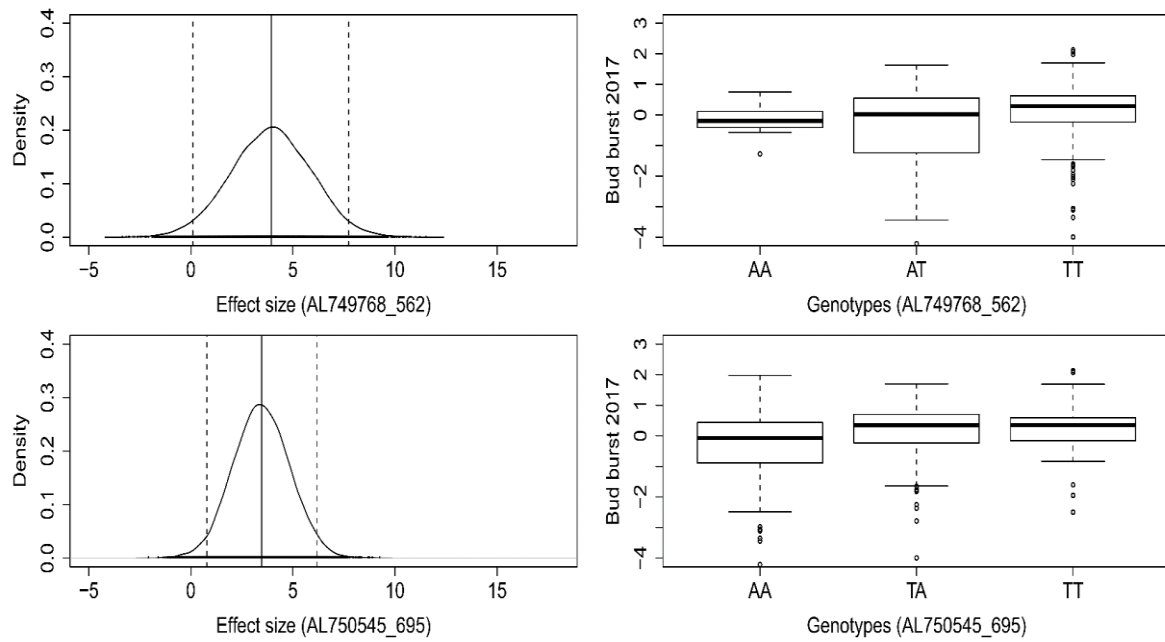 Density
0.0 0.1 0.2 0.3 0.4
−5 0 5 10 15
Effect size (AL749768_562)
Bud burst 2017
−4 −2 0 1 2 3
AA AT TT
Genotypes (AL749768_562)
Density
0.0 0.1 0.2 0.3 0.4
−5 0 5 10 15
Effect size (AL750545_695)
Bud burst 2017
−4 −2 0 1 2 3
AA TA TT
Genotypes (AL750545_695)